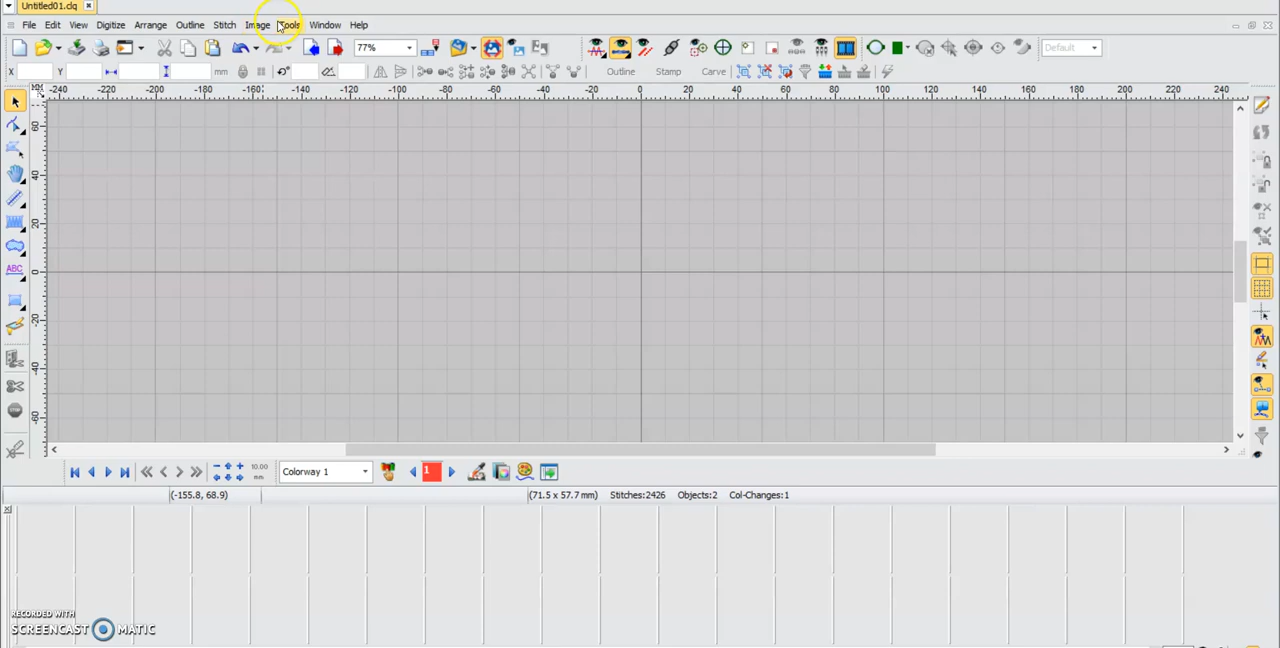 Untitled01.clq
File Edit View Digitize Arrange Outline Stitch Image Tools Window Help
77% Default
X Y mm Outline Stamp Carve
MM -240 -220 -200 -180 -160 -140 -120 -100 -80 -60 -40 -20 0 20 40 60 80 100 120 140 160 180 200 220 240
60
40
20
0
-20
-40
-60
ABC
STOP
10.00 mm Colorway 1 1
(-155.8, 68.9) (71.5 x 57.7 mm) Stitches:2426 Objects:2 Col-Changes:1
RECORDED WITH
SCREENCAST MATIC